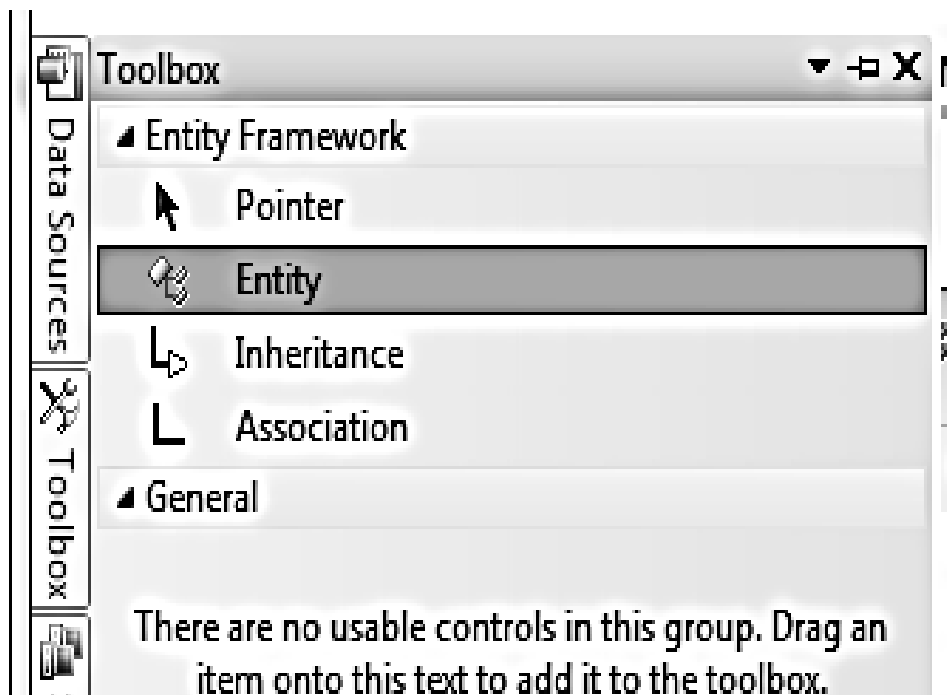 Toolbox
Entity Framework
Pointer
Entity
Inheritance
Association
General
There are no usable controls in this group. Drag an
item onto this text to add it to the toolbox.
Data Sources
Toolbox